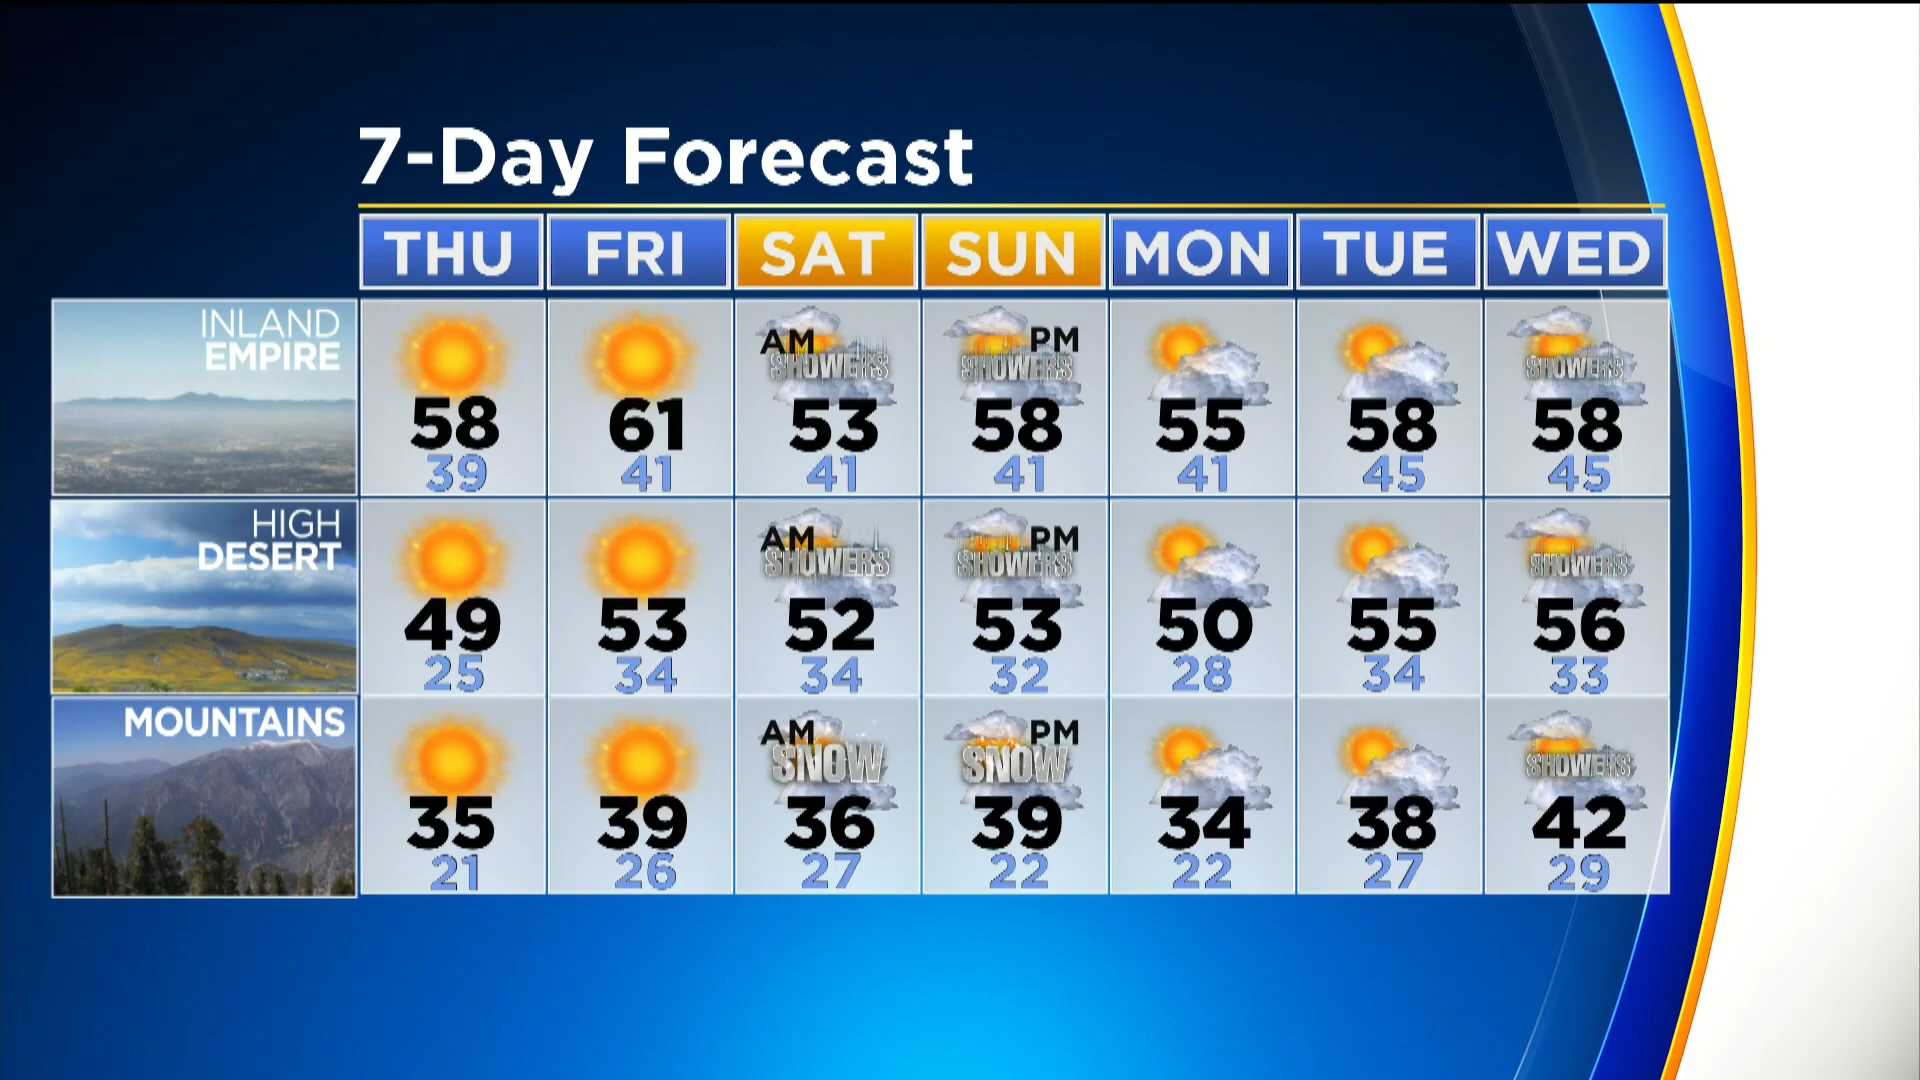 7-Day Forecast
THU FRI SAT SUN MON TUE WED
INLAND
EMPIRE
AM PM
SHOWERS SHOWERS SHOWERS
58 61 53 58 55 58 58
39 41 41 41 41 45 45
HIGH
DESERT
AM PM
SHOWERS SHOWERS SHOWERS
49 53 52 53 50 55 56
25 34 34 32 28 34 33
MOUNTAINS
AM PM
SNOW SNOW SHOWERS
35 39 36 39 34 38 42
21 26 27 22 22 27 29